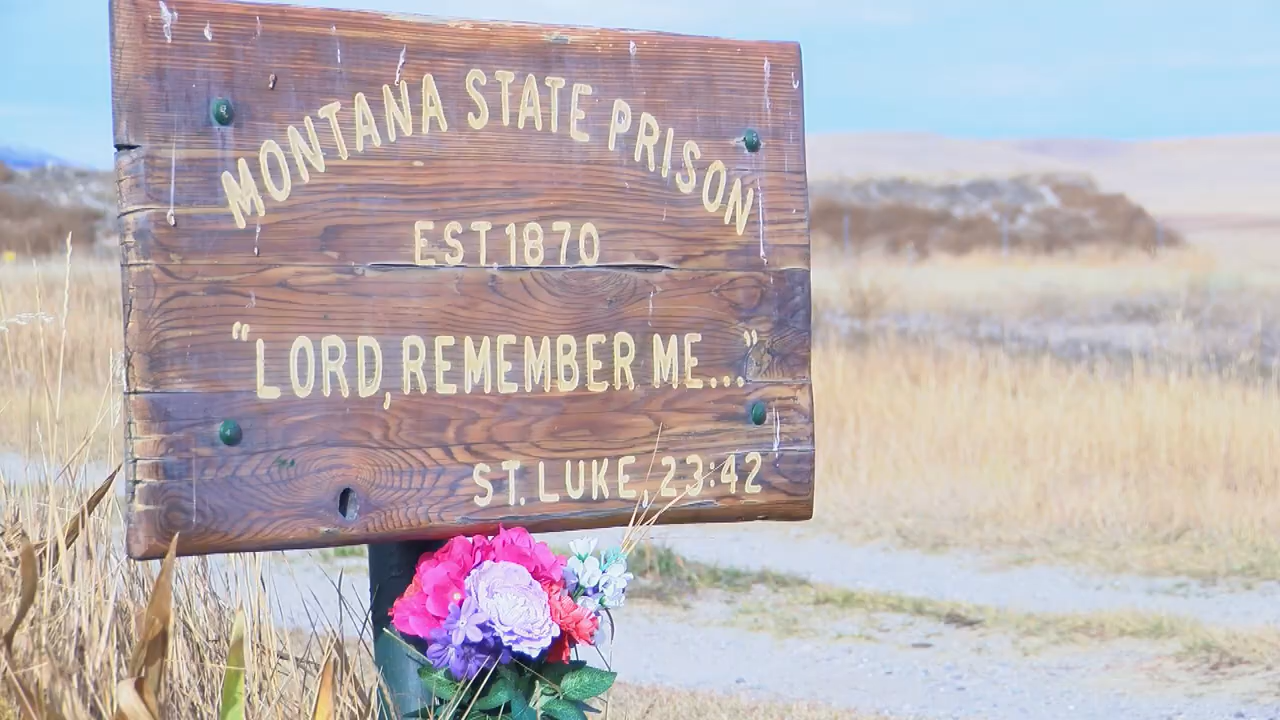 MONTANA STATE PRISON
EST. 1870
"LORD, REMEMBER ME..."
ST. LUKE, 23:42